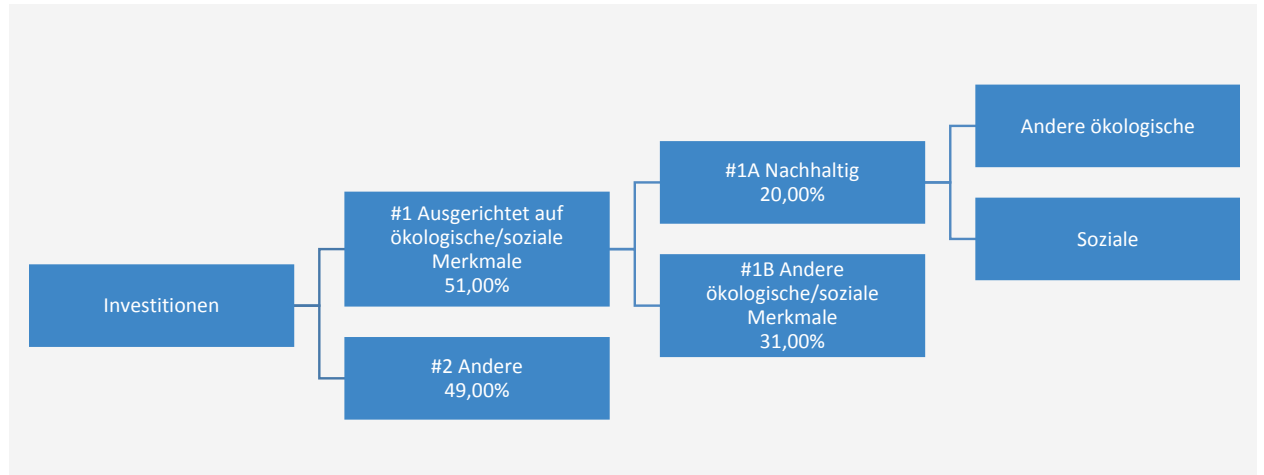 Investitionen
#1 Ausgerichtet auf
ökologische/soziale
Merkmale
51,00%
#2 Andere
49,00%
#1A Nachhaltig
20,00%
#1B Andere
ökologische/soziale
Merkmale
31,00%
Andere ökologische
Soziale